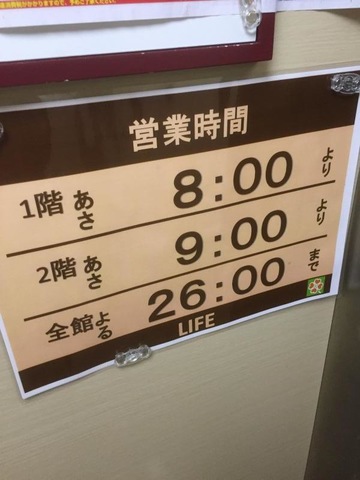 営業時間
1階 あさ 8:00 より
2階 あさ 9:00 より
全館 よる 26:00 まで
LIFE